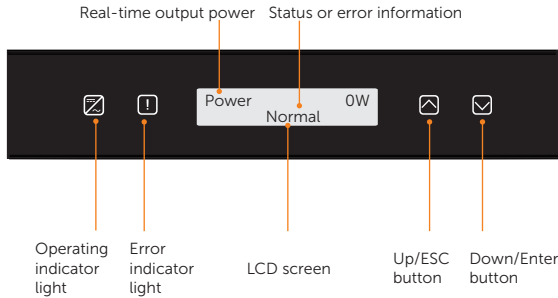 Real-time output power
Status or error information
Power 0W
Normal
Operating
indicator
light
Error
indicator
light
LCD screen
Up/ESC
button
Down/Enter
button